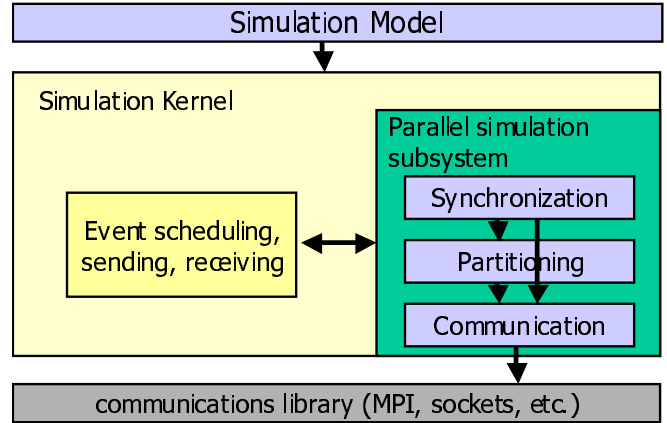 Simulation Model
Simulation Kernel
Parallel simulation
subsystem
Synchronization
Event scheduling,
sending, receiving
Partitioning
Communication
communications library (MPI, sockets, etc.)